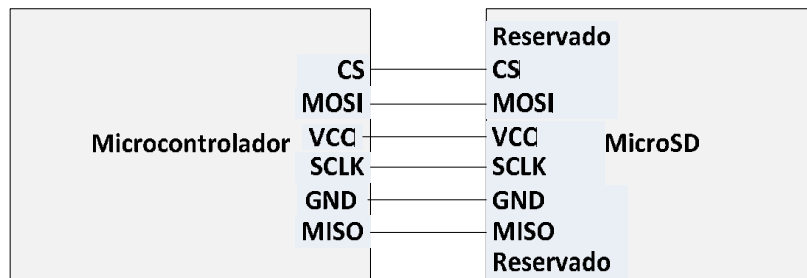 Reservado
CS CS
MOSI MOSI
Microcontrolador VCC VCC MicroSD
SCLK SCLK
GND GND
MISO MISO
Reservado